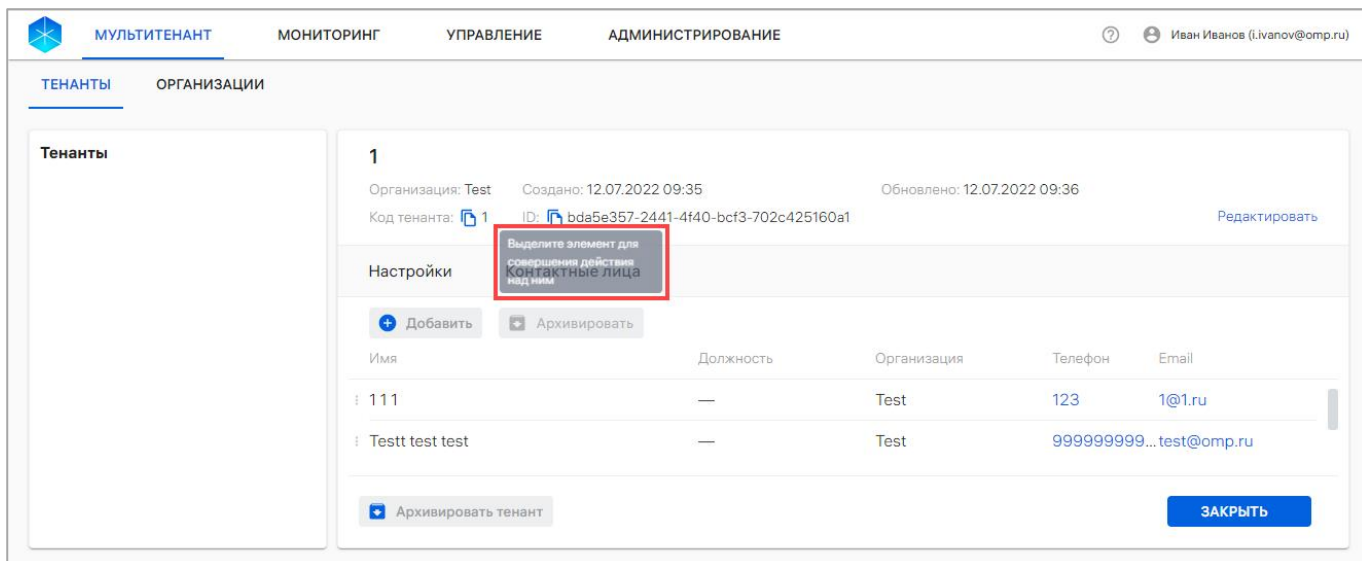 МУЛЬТИТЕНАНТ МОНИТОРИНГ УПРАВЛЕНИЕ АДМИНИСТРИРОВАНИЕ Иван Иванов (i.ivanov@omp.ru)
ТЕНАНТЫ ОРГАНИЗАЦИИ
Тенанты
1
Организация: Test Создано: 12.07.2022 09:35 Обновлено: 12.07.2022 09:36
Код тенанта: 1 ID: bda5e357-2441-4f40-bcf3-702c425160a1 Редактировать
Выделите элемент для
совершения действия
над ним
Настройки Контактные лица
Добавить Архивировать
Имя Должность Организация Телефон Email
111 — Test 123 1@1.ru
Testt test test — Test 999999999... test@omp.ru
Архивировать тенант ЗАКРЫТЬ